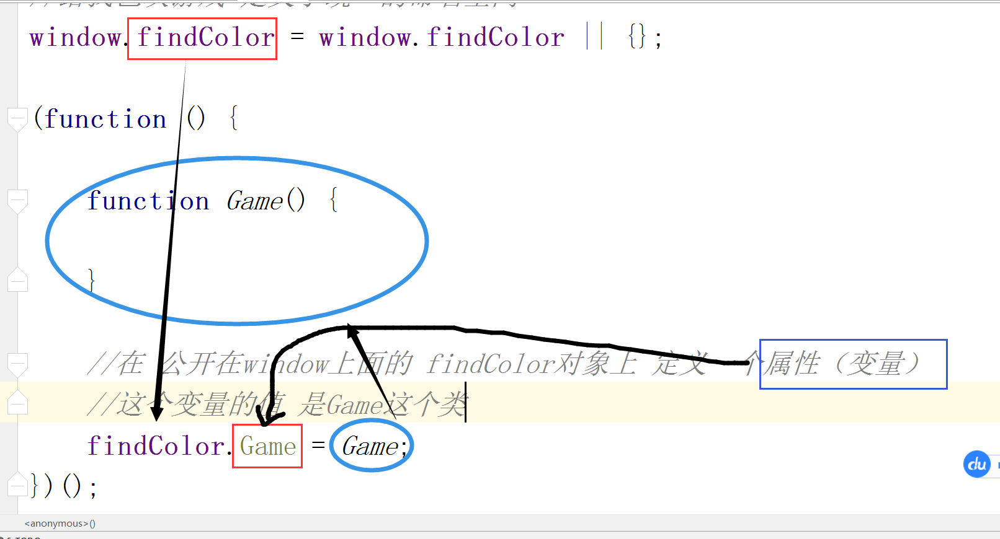 window.findColor = window.findColor || {};
(function () {
function Game() {
}
//在 公开在window上面的 findColor对象上 定义一个属性（变量）
//这个变量的值 是Game这个类
findColor.Game = Game;
})();
du
<anonymous>()